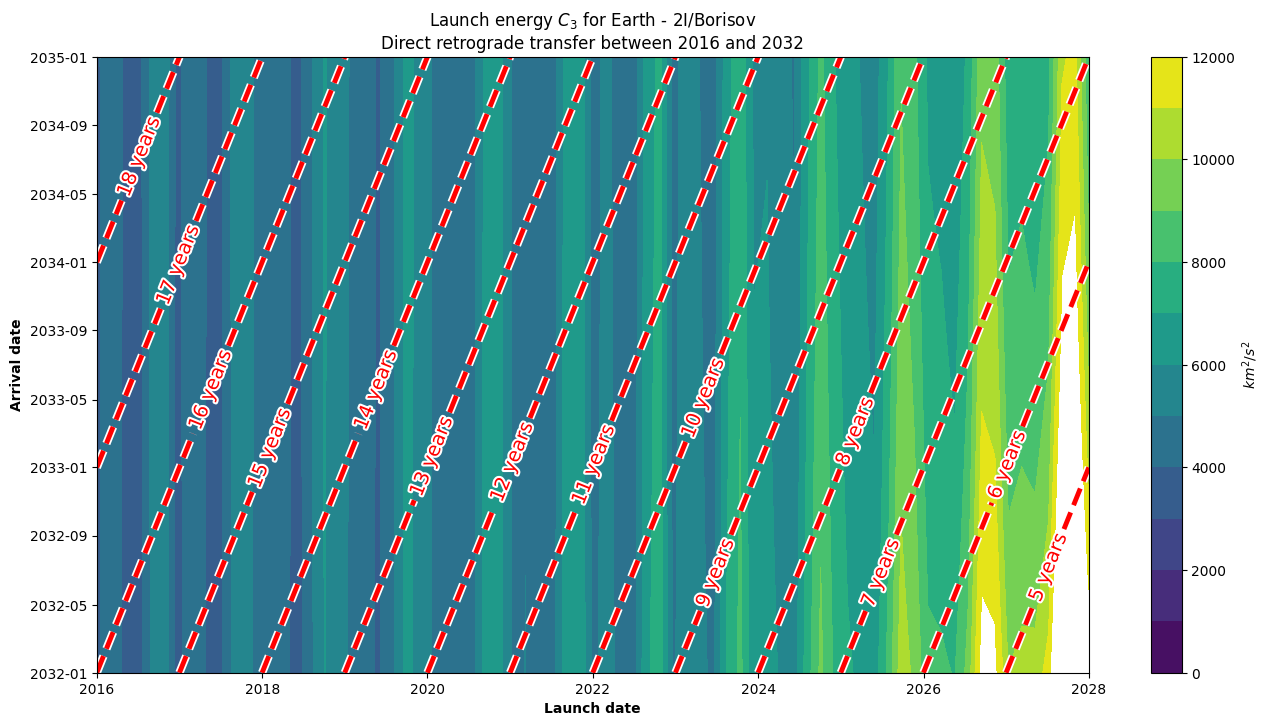 Launch energy C₃ for Earth - 2I/Borisov
Direct retrograde transfer between 2016 and 2032
2035-01
2034-09
2034-05
2034-01
2033-09
2033-05
2033-01
2032-09
2032-05
2032-01
Arrival date
18 years
17 years
16 years
15 years
14 years
13 years
12 years
11 years
10 years
9 years
8 years
7 years
6 years
5 years
2016
2018
2020
2022
2024
2026
2028
Launch date
12000
10000
8000
6000
4000
2000
0
km²/s²